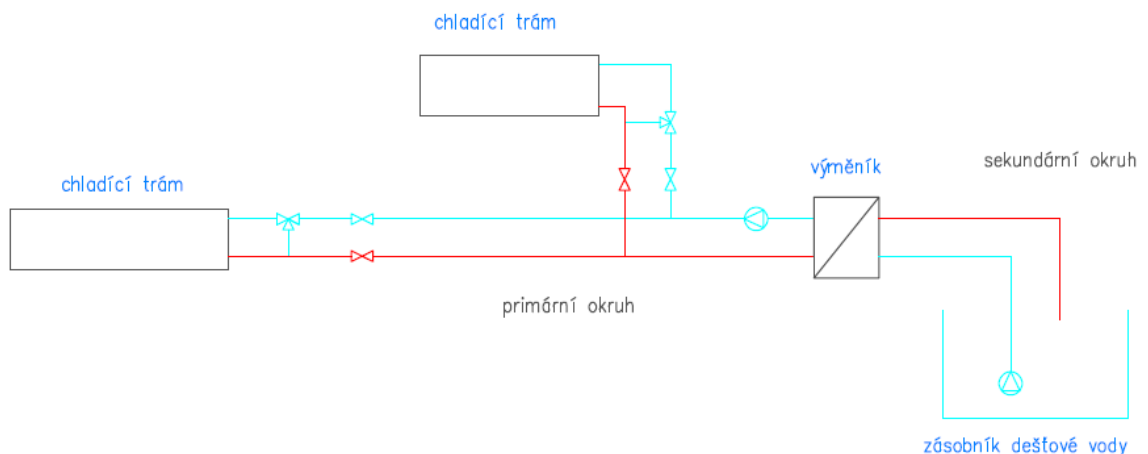 chladící trám
chladící trám
výměník
sekundární okruh
primární okruh
zásobník dešťové vody